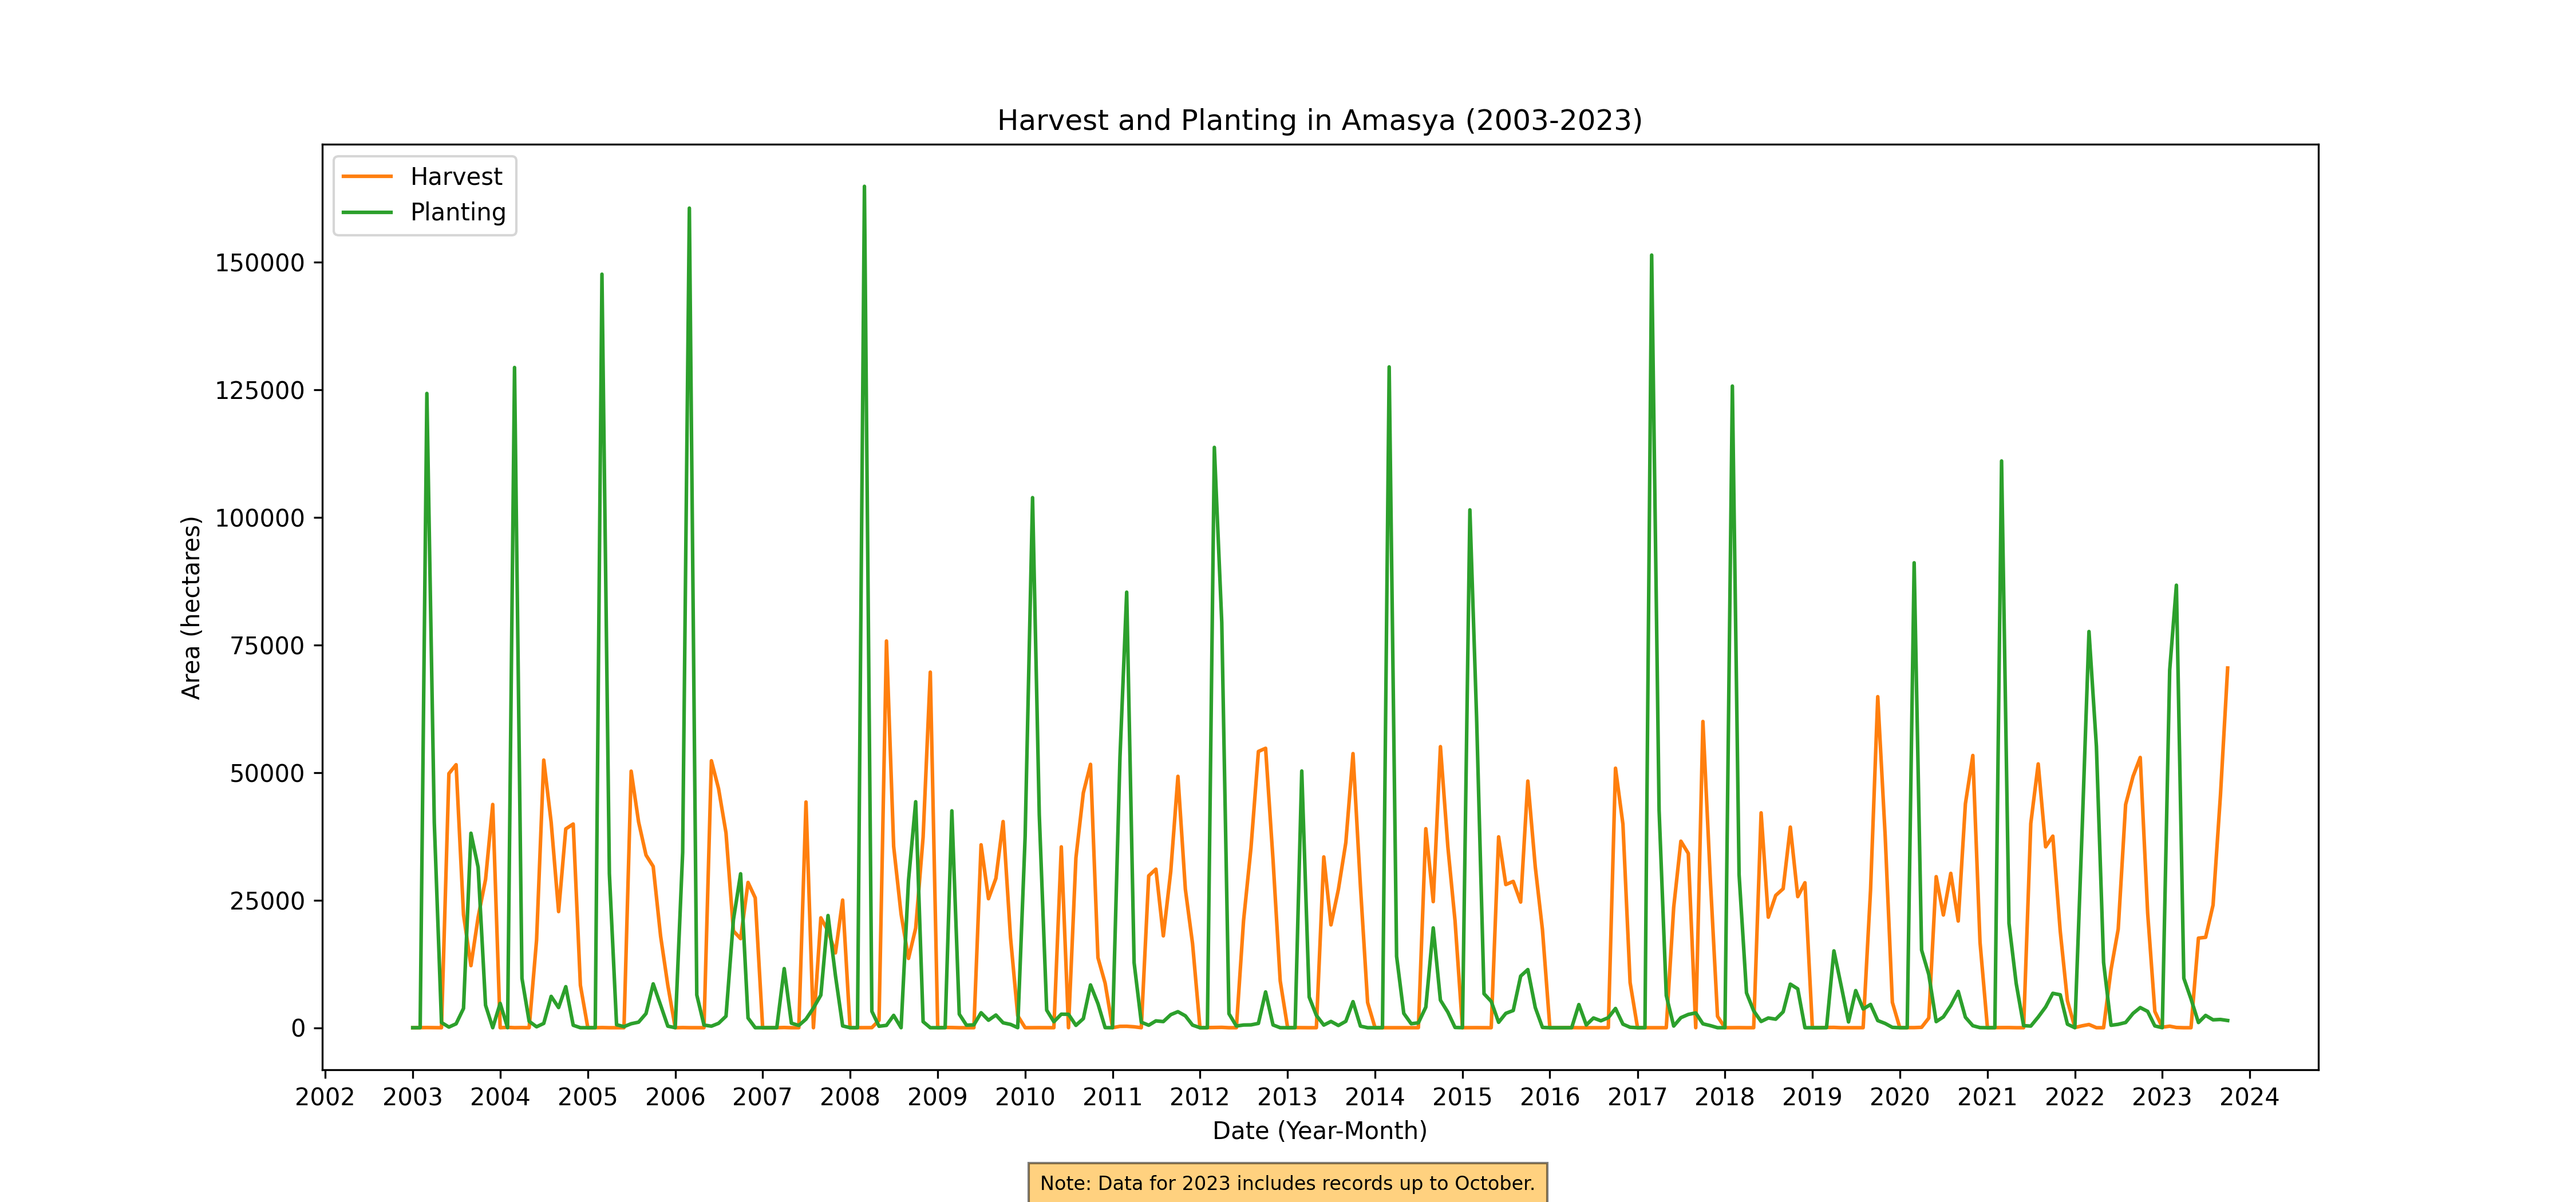 Harvest and Planting in Amasya (2003-2023)
Harvest
Planting
150000
125000
100000
75000
50000
25000
0
Area (hectares)
2002 2003 2004 2005 2006 2007 2008 2009 2010 2011 2012 2013 2014 2015 2016 2017 2018 2019 2020 2021 2022 2023 2024
Date (Year-Month)
Note: Data for 2023 includes records up to October.